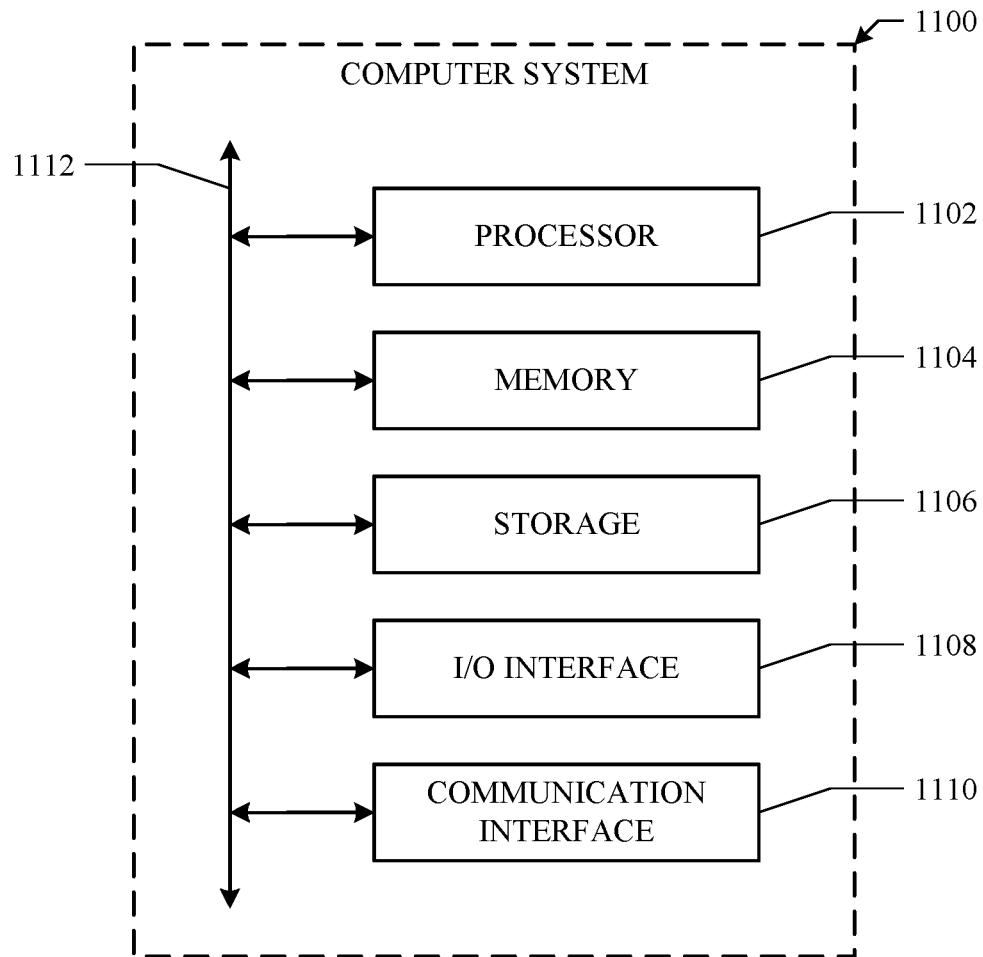 1100
COMPUTER SYSTEM
1112
PROCESSOR
1102
MEMORY
1104
STORAGE
1106
I/O INTERFACE
1108
COMMUNICATION
INTERFACE
1110